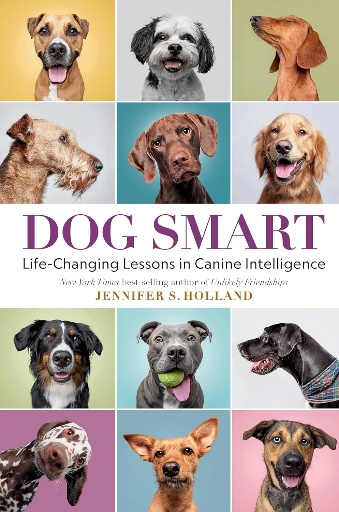 DOG SMART
Life-Changing Lessons in Canine Intelligence
New York Times best-selling author of Unlikely Friendships
JENNIFER S. HOLLAND